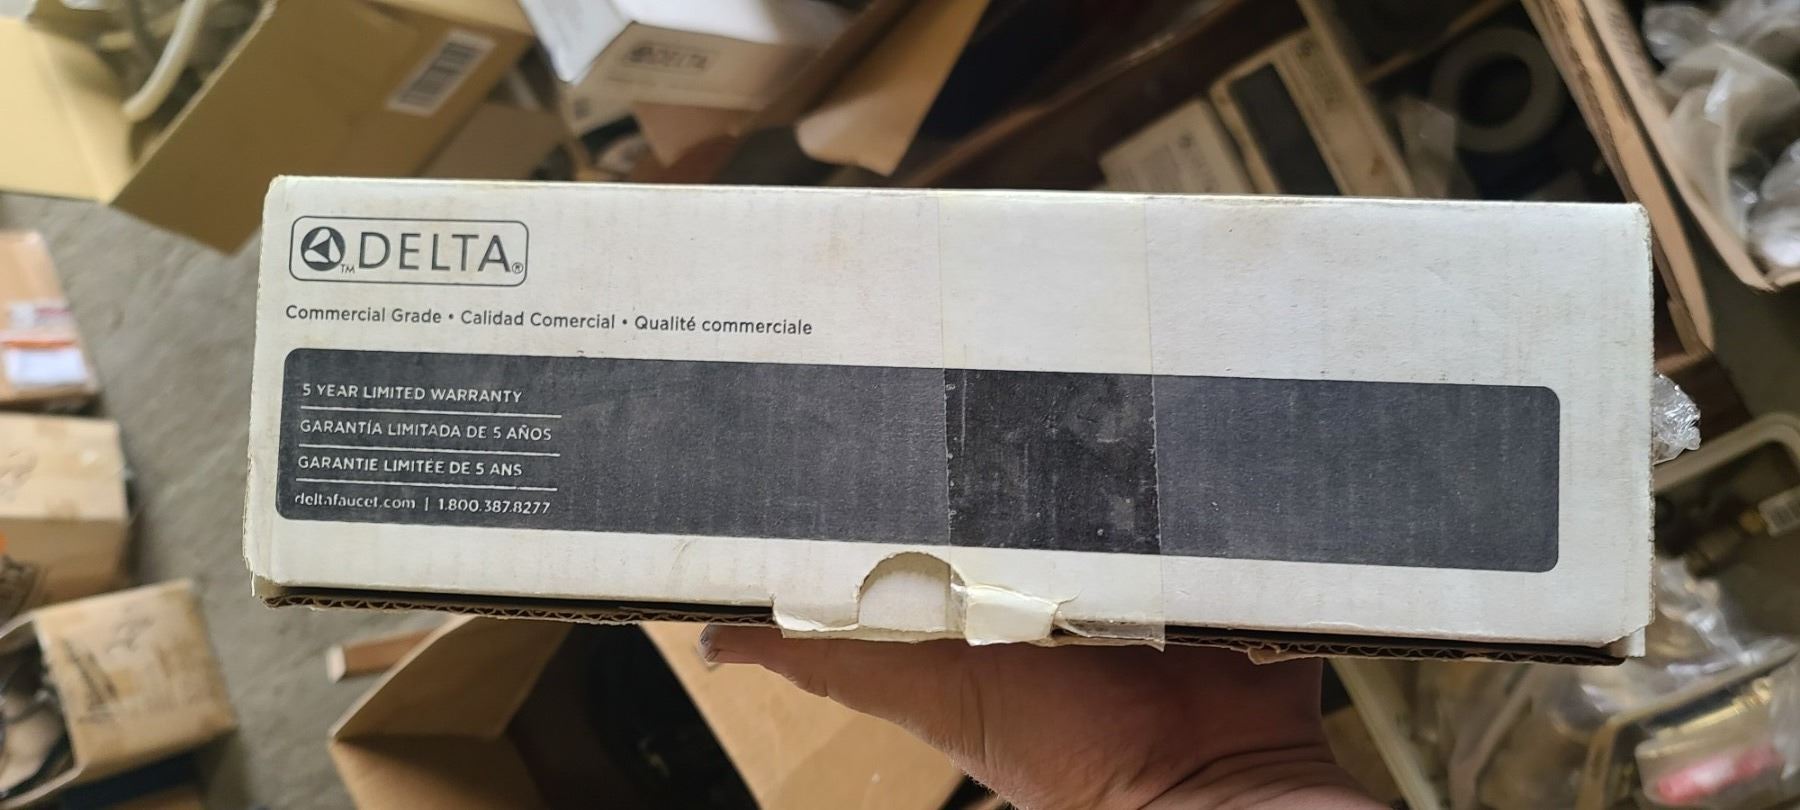 DELTA
™DELTA®
Commercial Grade • Calidad Comercial • Qualité commerciale
5 YEAR LIMITED WARRANTY
GARANTÍA LIMITADA DE 5 AÑOS
GARANTIE LIMITÉE DE 5 ANS
deltafaucet.com | 1.800.387.8277